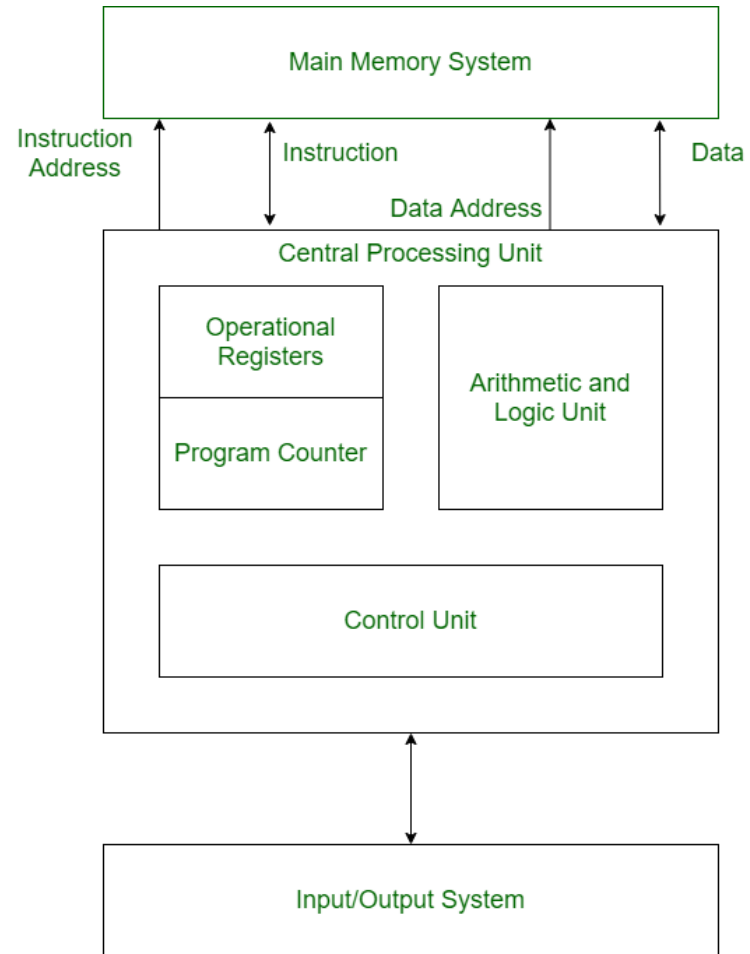 Main Memory System
Instruction
Address
Instruction
Data
Data Address
Central Processing Unit
Operational
Registers
Arithmetic and
Logic Unit
Program Counter
Control Unit
Input/Output System